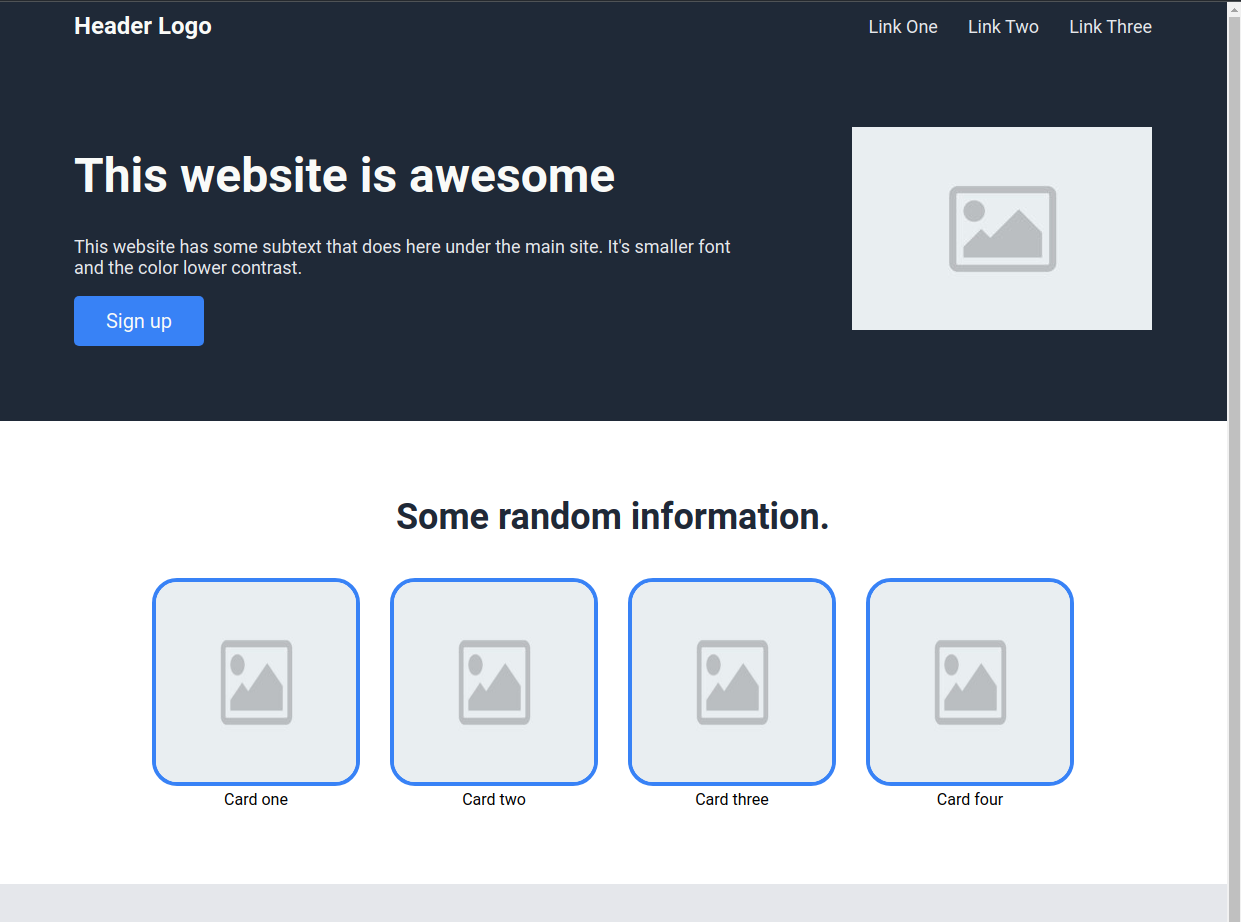 Header Logo
Link One
Link Two
Link Three
This website is awesome
This website has some subtext that does here under the main site. It's smaller font
and the color lower contrast.
Sign up
Some random information.
Card one
Card two
Card three
Card four